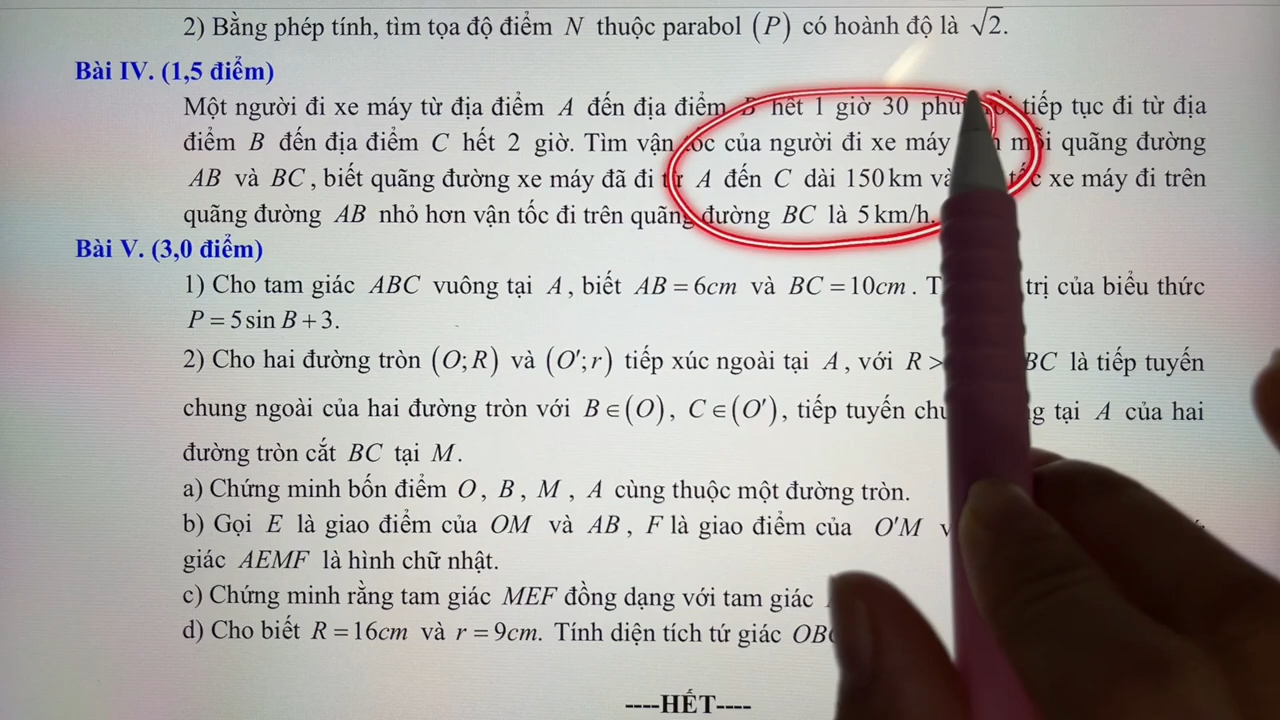 2) Bằng phép tính, tìm tọa độ điểm N thuộc parabol (P) có hoành độ là √2.
Bài IV. (1,5 điểm)
Một người đi xe máy từ địa điểm A đến địa điểm B hết 1 giờ 30 tiếp tục đi từ địa
điểm B đến địa điểm C hết 2 giờ. Tìm vận tốc của người đi xe máy mỗi quãng đường
AB và BC, biết quãng đường xe máy đã đi từ A đến C dài 150km và xe máy đi trên
quãng đường AB nhỏ hơn vận tốc đi trên quãng đường BC là 5km/h.
Bài V. (3,0 điểm)
1) Cho tam giác ABC vuông tại A, biết AB = 6cm và BC = 10cm. trị của biểu thức
P = 5sin B + 3.
2) Cho hai đường tròn (O;R) và (O';r) tiếp xúc ngoài tại A, với R > BC là tiếp tuyến
chung ngoài của hai đường tròn với B∈(O), C∈(O'), tiếp tuyến tại A của hai
đường tròn cắt BC tại M.
a) Chứng minh bốn điểm O, B, M, A cùng thuộc một đường tròn.
b) Gọi E là giao điểm của OM và AB, F là giao điểm của O'M
giác AEMF là hình chữ nhật.
c) Chứng minh rằng tam giác MEF đồng dạng với tam giác
d) Cho biết R = 16cm và r = 9cm. Tính diện tích tứ giác
----HẾT----